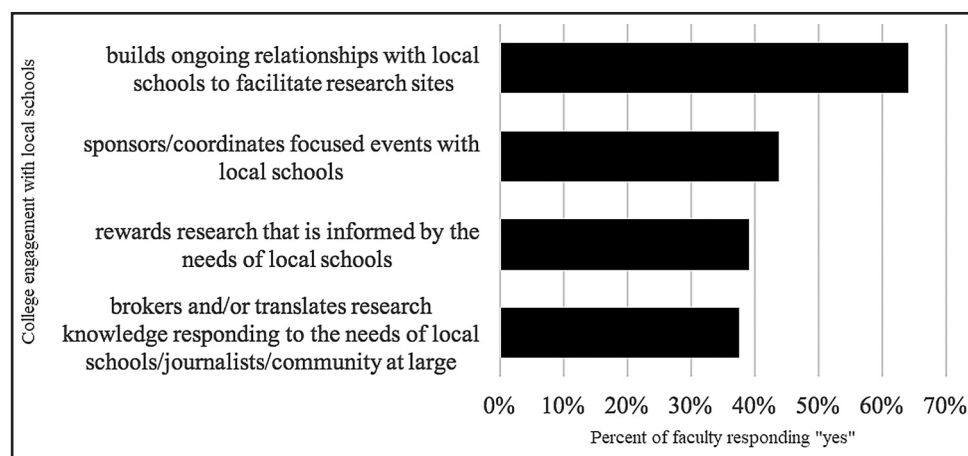 builds ongoing relationships with local
schools to facilitate research sites
sponsors/coordinates focused events with
local schools
rewards research that is informed by the
needs of local schools
brokers and/or translates research
knowledge responding to the needs of local
schools/journalists/community at large
College engagement with local schools
0% 10% 20% 30% 40% 50% 60% 70%
Percent of faculty responding "yes"